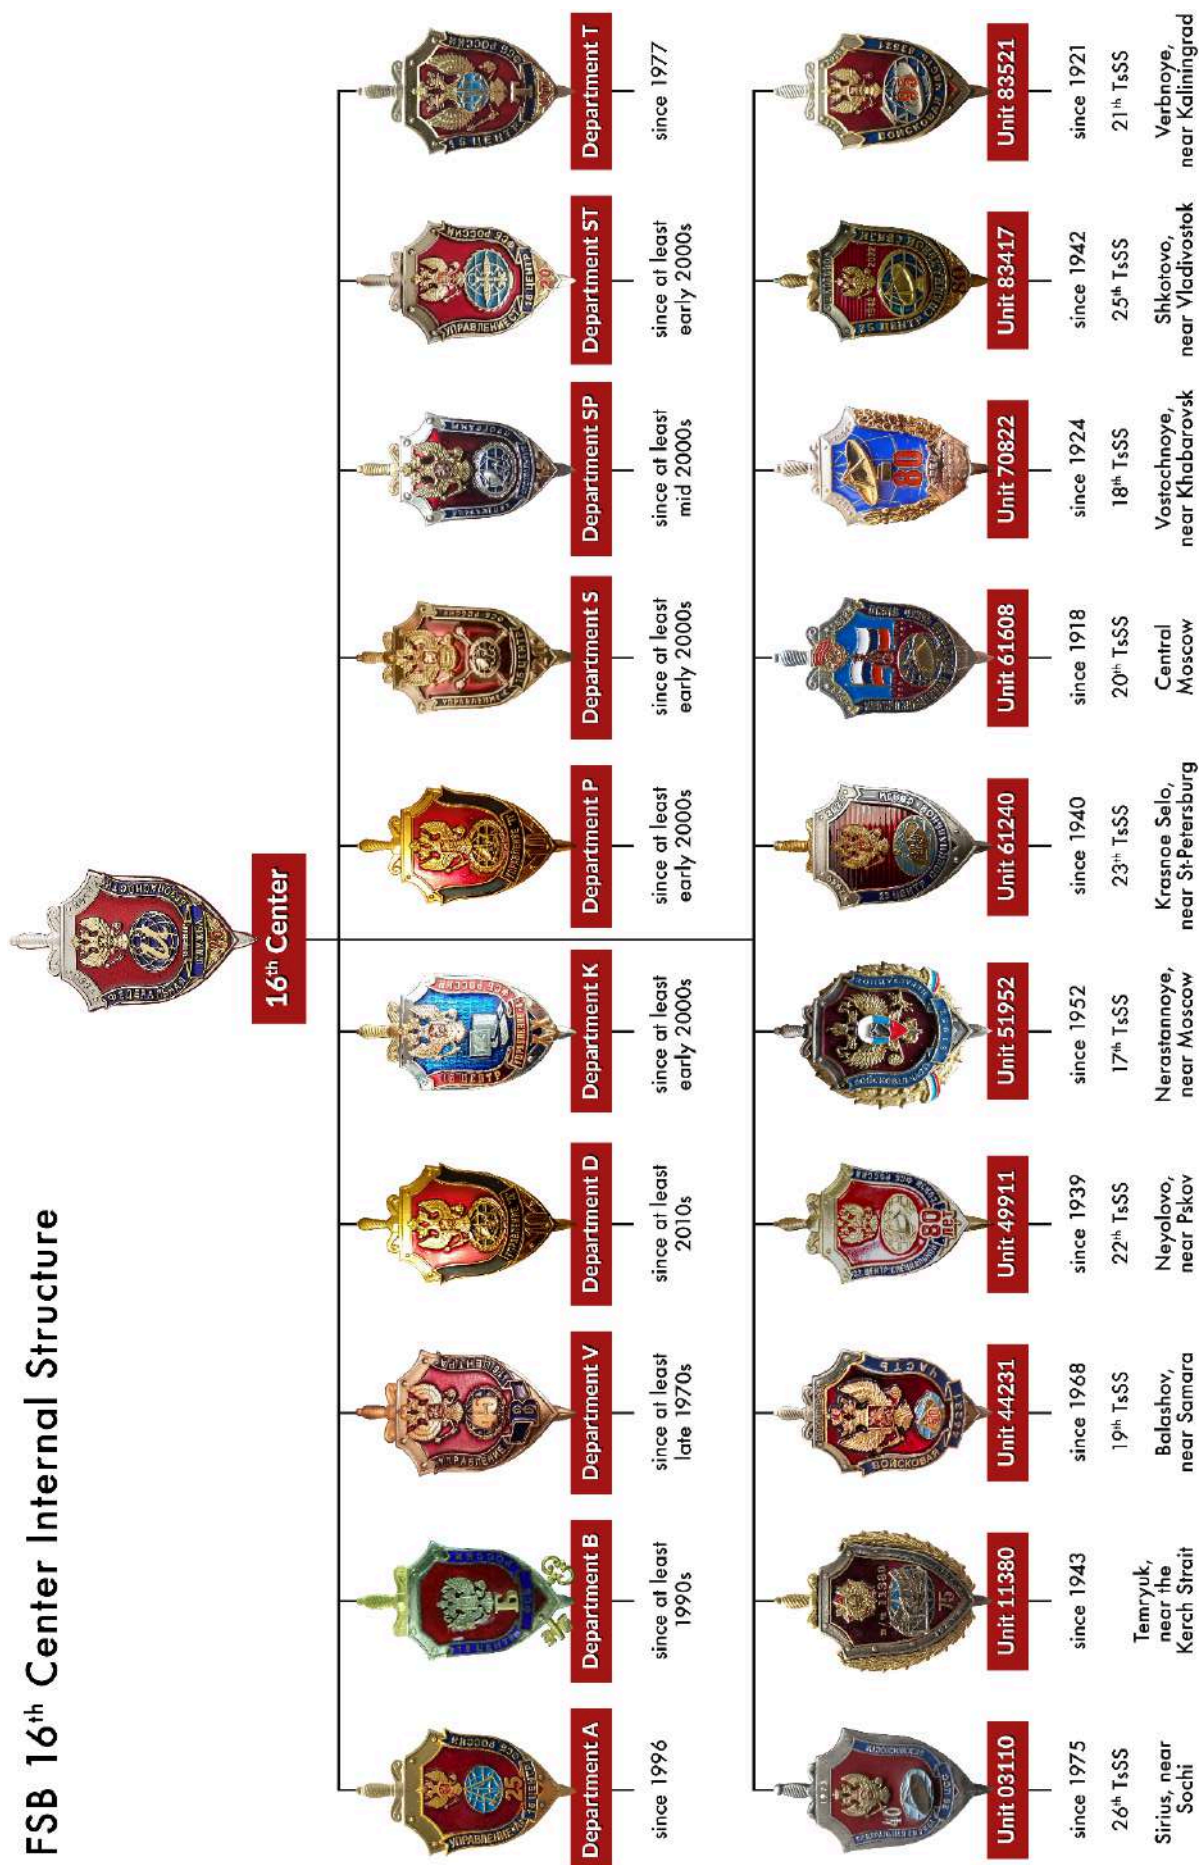 FSB 16th Center Internal Structure
16th Center
Department A
since 1996
Department B
since at least
1990s
Department V
since at least
late 1970s
Department D
since at least
2010s
Department K
since at least
early 2000s
Department P
since at least
early 2000s
Department S
since at least
early 2000s
Department SP
since at least
mid 2000s
Department ST
since at least
early 2000s
Department T
since 1977
Unit 03110
since 1975
26th TsSS
Sirius, near
Sochi
Unit 11380
since 1943
Temryuk,
near the
Kerch Strait
Unit 44231
since 1968
19th TsSS
Balashov,
near Samara
Unit 49911
since 1939
22th TsSS
Neyolovo,
near Pskov
Unit 51952
since 1952
17th TsSS
Nerastannoye,
near Moscow
Unit 61240
since 1940
23th TsSS
Krasnoe Selo,
near St-Petersburg
Unit 61608
since 1918
20th TsSS
Central
Moscow
Unit 70822
since 1924
18th TsSS
Vostochnoye,
near Khabarovsk
Unit 83417
since 1942
25th TsSS
Shkotovo,
near Vladivostok
Unit 83521
since 1921
21th TsSS
Verbnoye,
near Kaliningrad